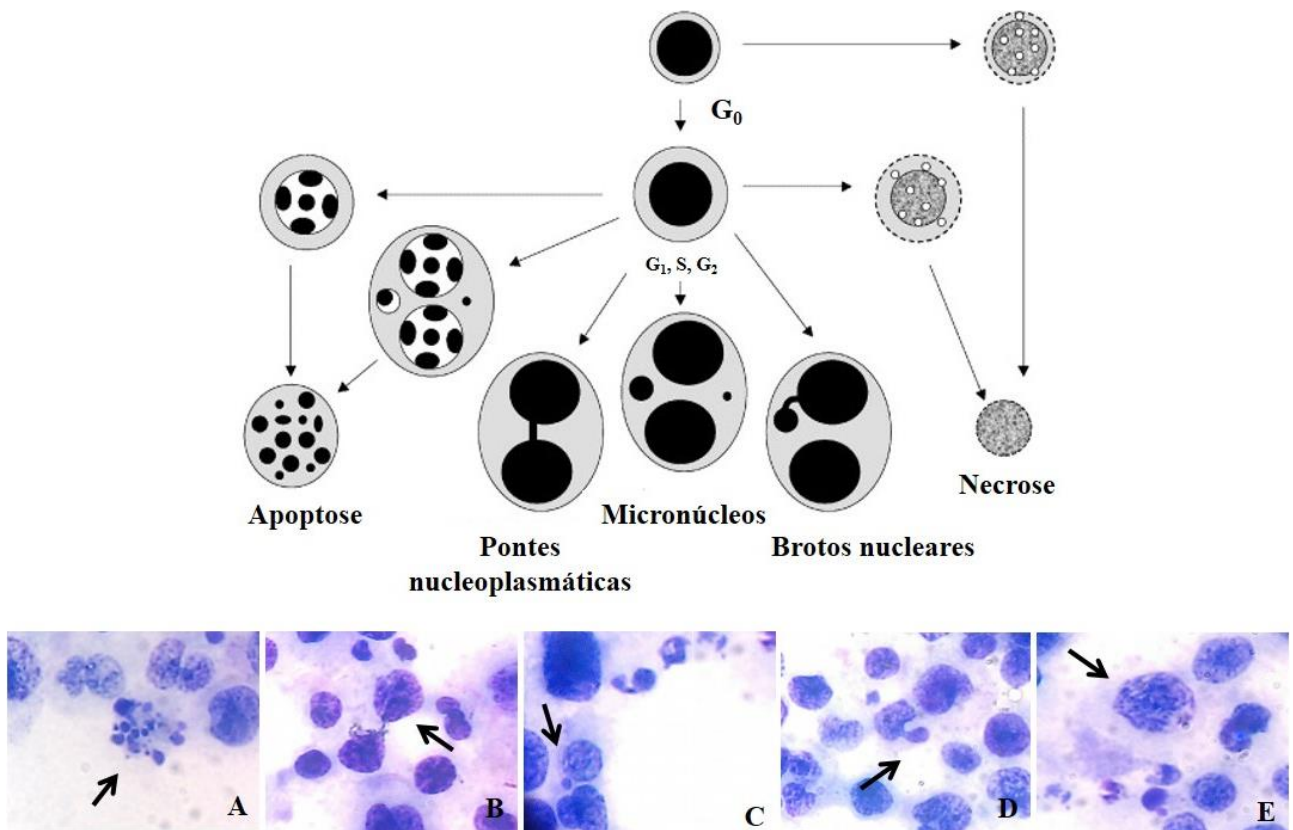 G₀
G₁, S, G₂
Apoptose
Pontes
nucleoplasmáticas
Micronúcleos
Brotos nucleares
Necrose
A
B
C
D
E